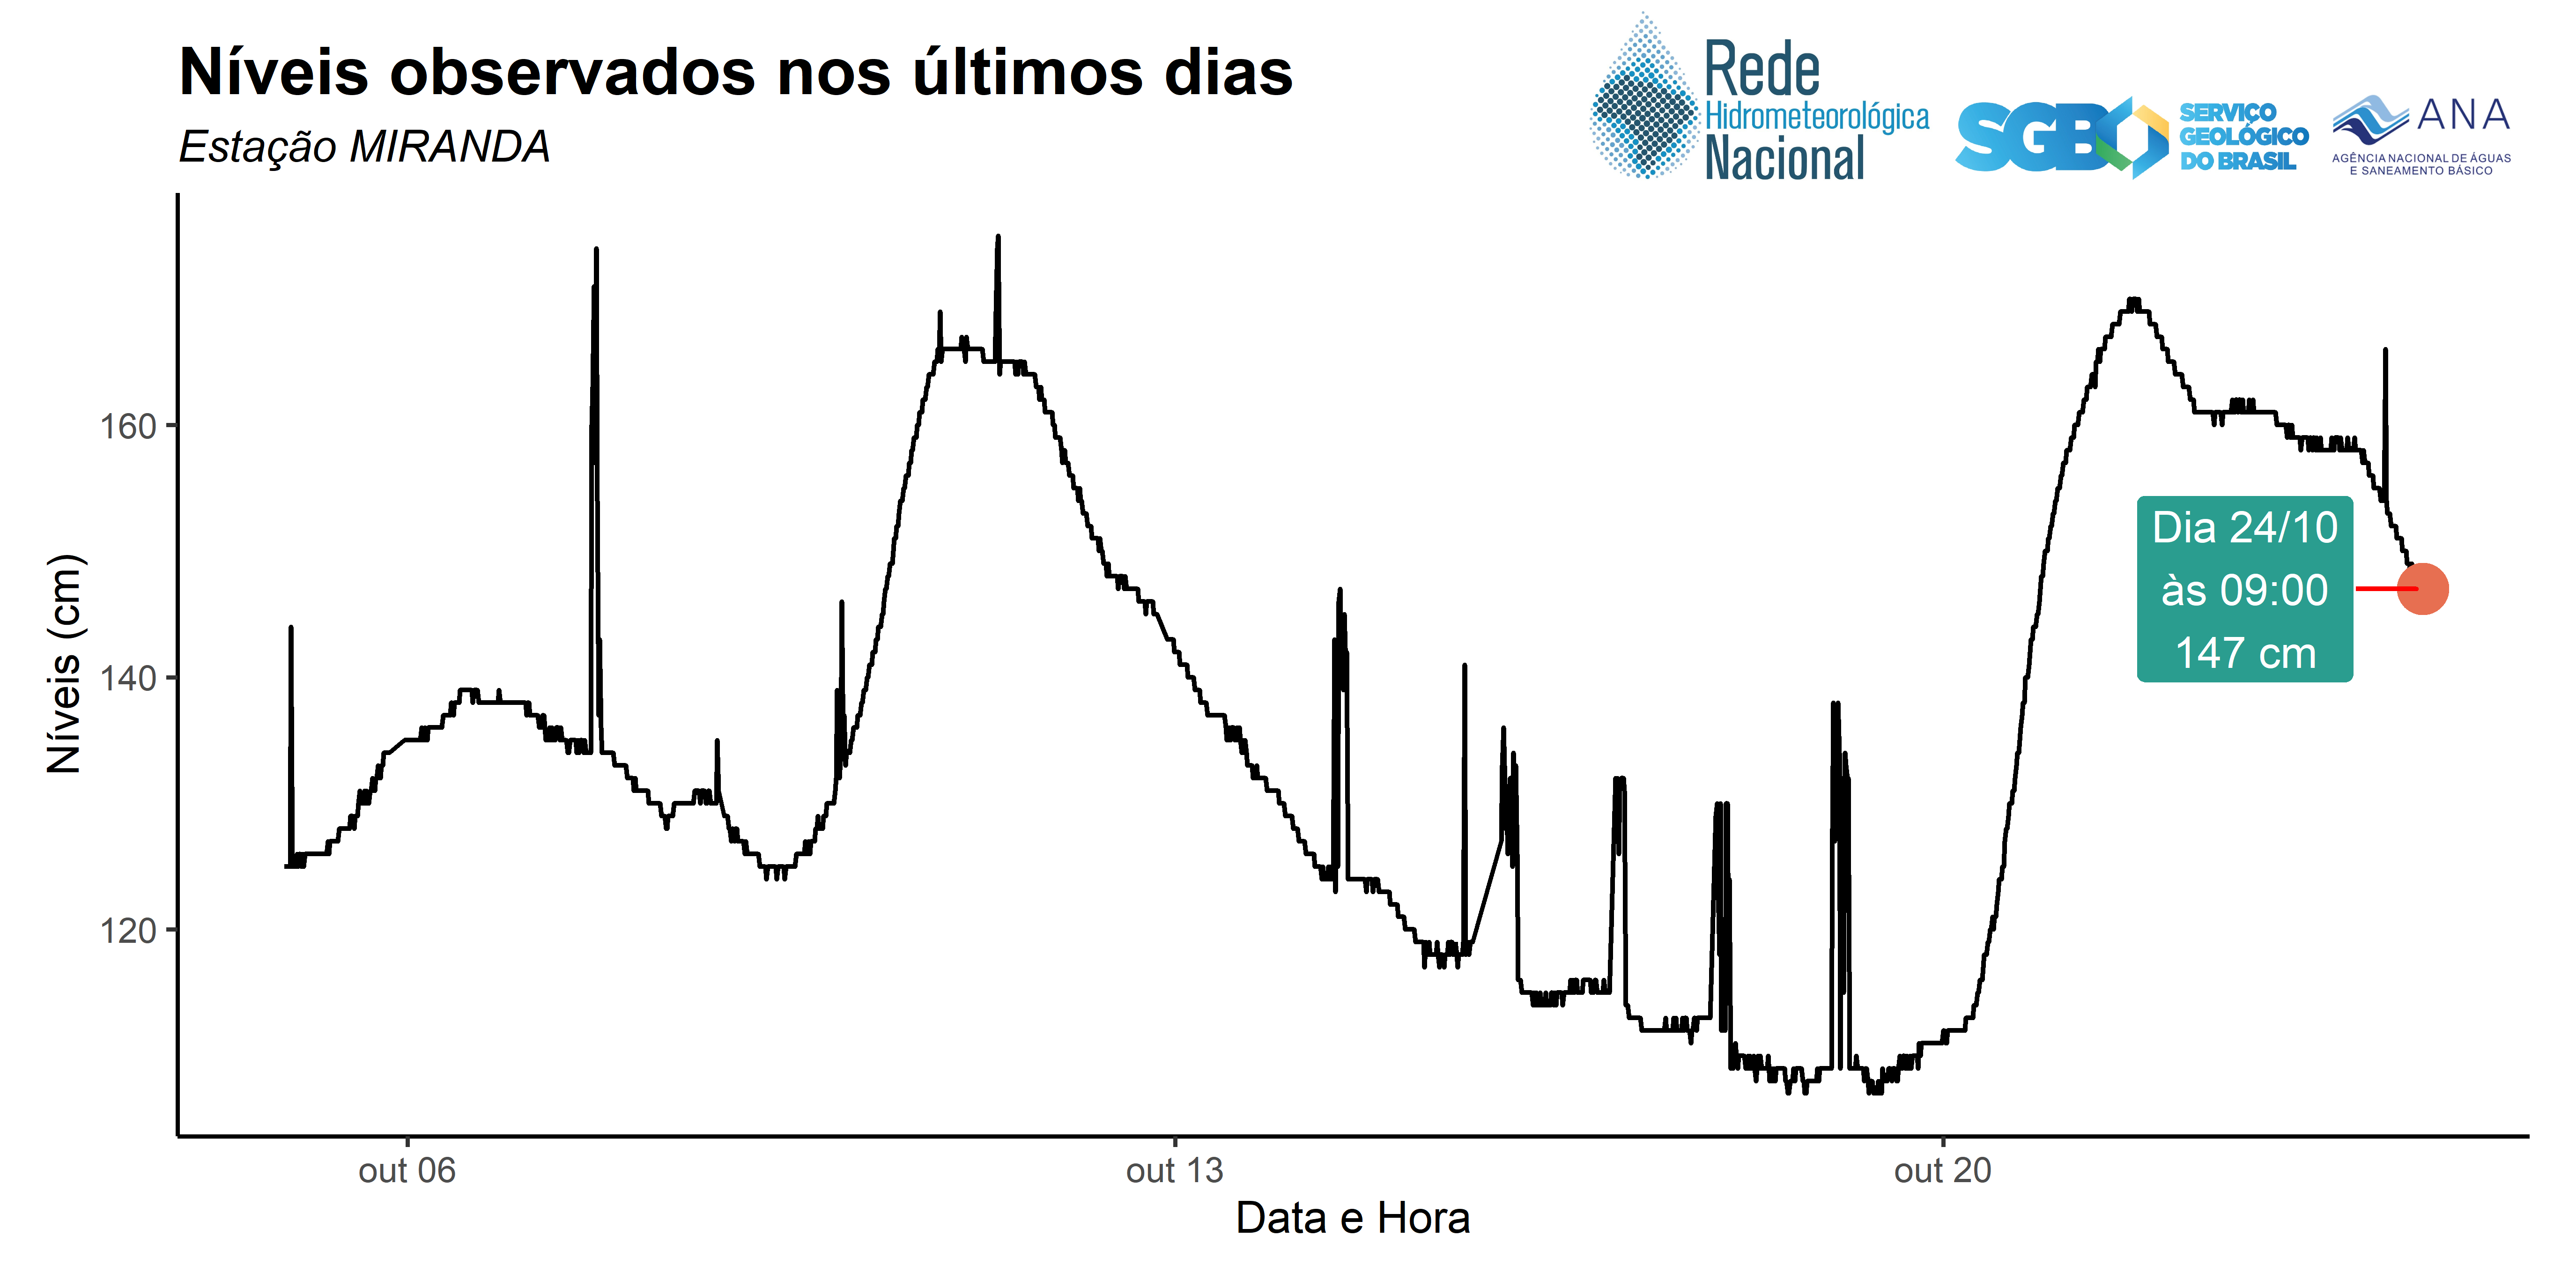 Níveis observados nos últimos dias
Estação MIRANDA
Rede
Hidrometeorológica
Nacional
SGB
SERVIÇO
GEOLÓGICO
DO BRASIL
ANA
AGÊNCIA NACIONAL DE ÁGUAS
E SANEAMENTO BÁSICO
Níveis (cm)
160
140
120
Dia 24/10
às 09:00
147 cm
out 06
out 13
out 20
Data e Hora